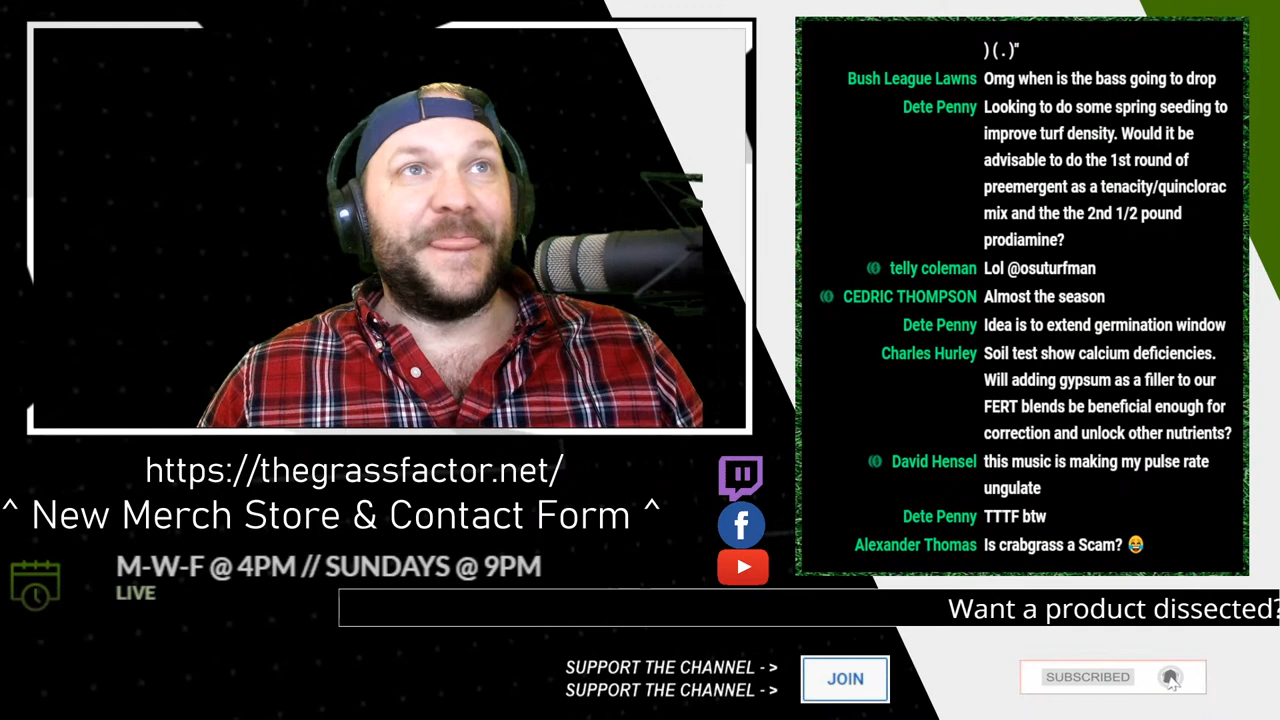 ) ( . )"
Bush League Lawns Omg when is the bass going to drop
Dete Penny Looking to do some spring seeding to
improve turf density. Would it be
advisable to do the 1st round of
preemergent as a tenacity/quinclorac
mix and the the 2nd 1/2 pound
prodiamine?
telly coleman Lol @osuturfman
CEDRIC THOMPSON Almost the season
Dete Penny Idea is to extend germination window
Charles Hurley Soil test show calcium deficiencies.
Will adding gypsum as a filler to our
FERT blends be beneficial enough for
correction and unlock other nutrients?
David Hensel this music is making my pulse rate
ungulate
Dete Penny TTTF btw
Alexander Thomas Is crabgrass a Scam? 😂
https://thegrassfactor.net/
^ New Merch Store & Contact Form ^
M-W-F @ 4PM // SUNDAYS @ 9PM
LIVE
Want a product dissected?
SUPPORT THE CHANNEL - >
SUPPORT THE CHANNEL - >
JOIN
SUBSCRIBED